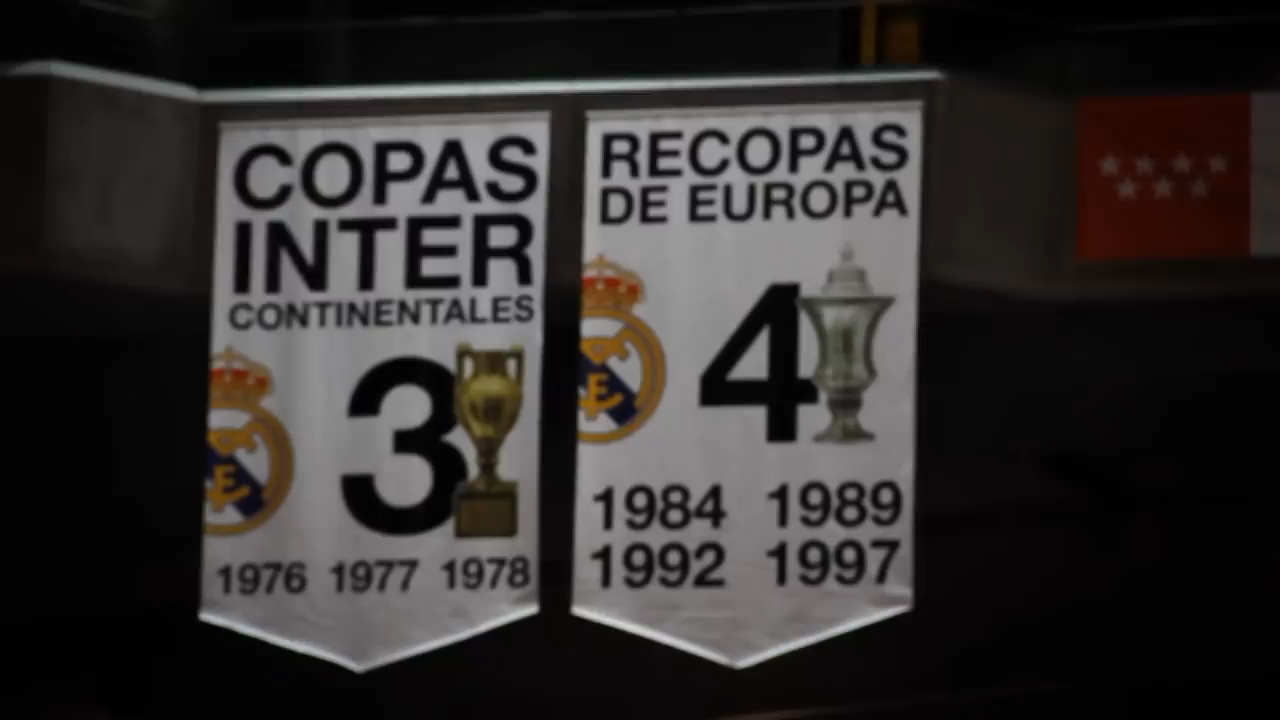 COPAS
INTER
CONTINENTALES
3
1976 1977 1978
RECOPAS
DE EUROPA
4
1984 1989
1992 1997